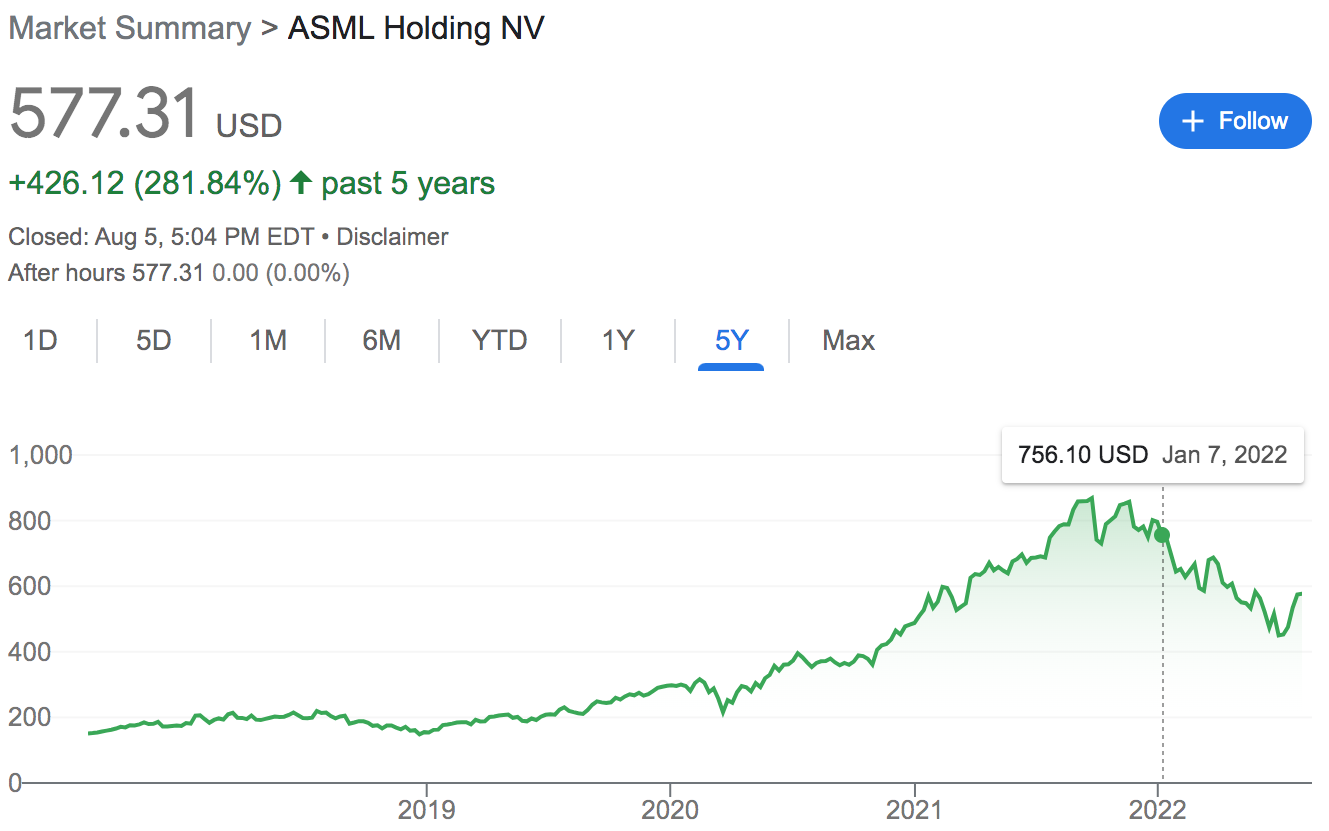 Market Summary > ASML Holding NV
577.31 USD
+ Follow
+426.12 (281.84%) ↑ past 5 years
Closed: Aug 5, 5:04 PM EDT • Disclaimer
After hours 577.31 0.00 (0.00%)
1D 5D 1M 6M YTD 1Y 5Y Max
756.10 USD Jan 7, 2022
1,000
800
600
400
200
0
2019 2020 2021 2022